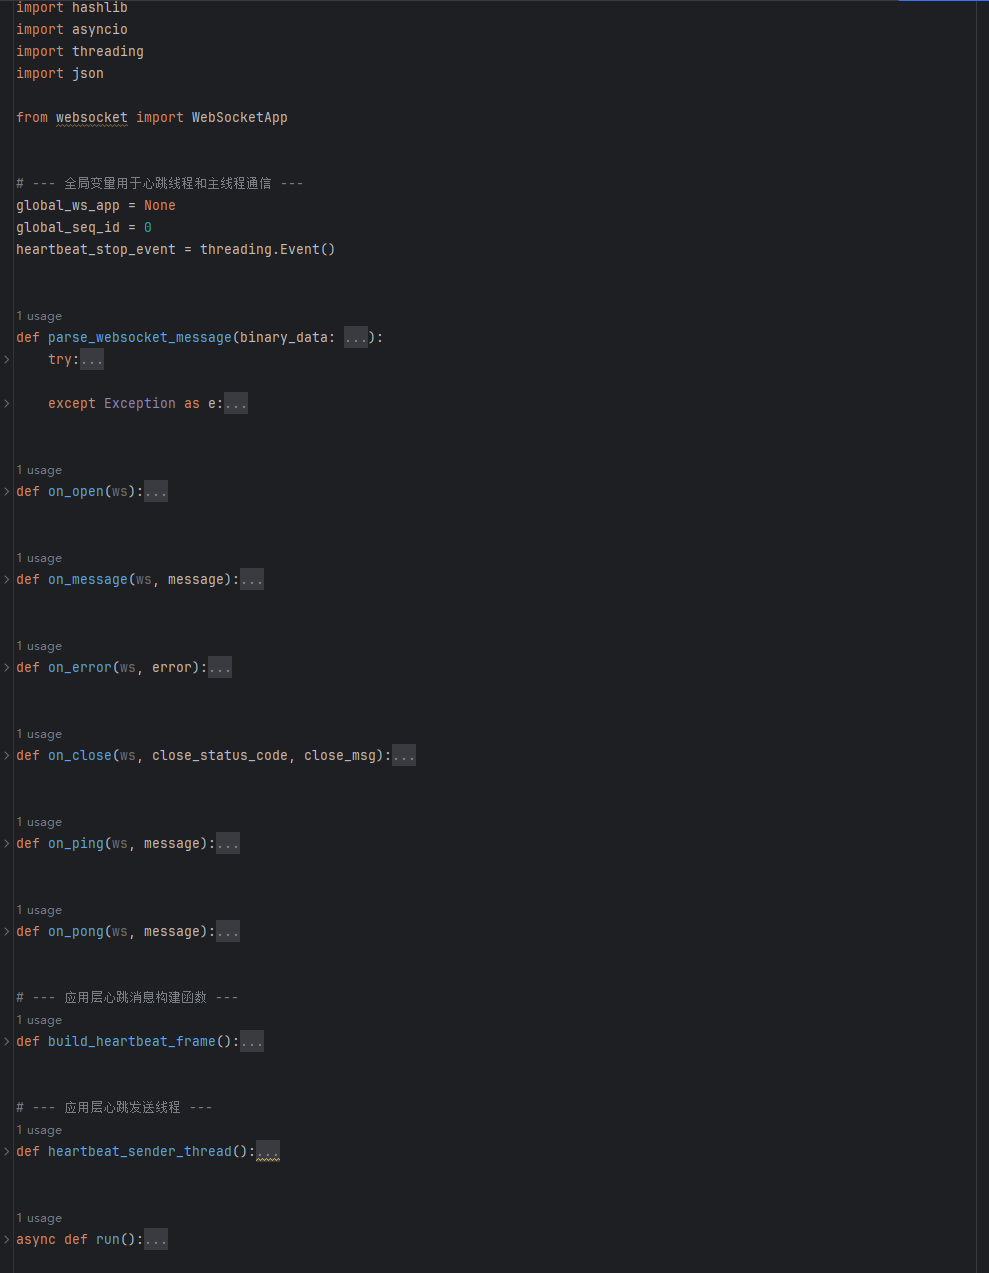 import hashlib
import asyncio
import threading
import json
from websocket import WebSocketApp
# --- 全局变量用于心跳线程和主线程通信 ---
global_ws_app = None
global_seq_id = 0
heartbeat_stop_event = threading.Event()
1 usage
def parse_websocket_message(binary_data: ...):
try:...
except Exception as e:...
1 usage
def on_open(ws):...
1 usage
def on_message(ws, message):...
1 usage
def on_error(ws, error):...
1 usage
def on_close(ws, close_status_code, close_msg):...
1 usage
def on_ping(ws, message):...
1 usage
def on_pong(ws, message):...
# --- 应用层心跳消息构建函数 ---
1 usage
def build_heartbeat_frame():...
# --- 应用层心跳发送线程 ---
1 usage
def heartbeat_sender_thread():...
1 usage
async def run():...